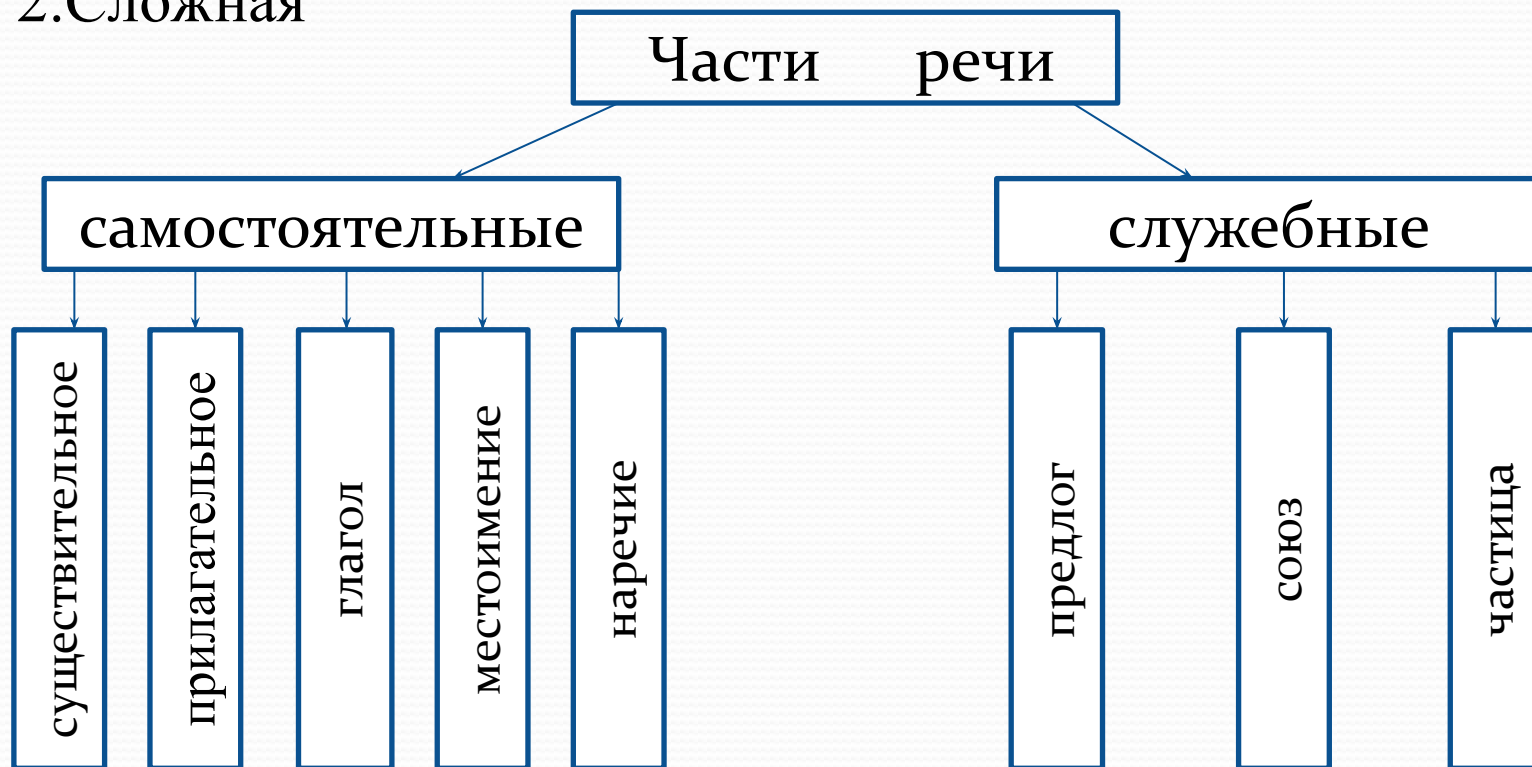 2.Сложная
Части речи
самостоятельные
служебные
существительное
прилагательное
глагол
местоимение
наречие
предлог
союз
частица